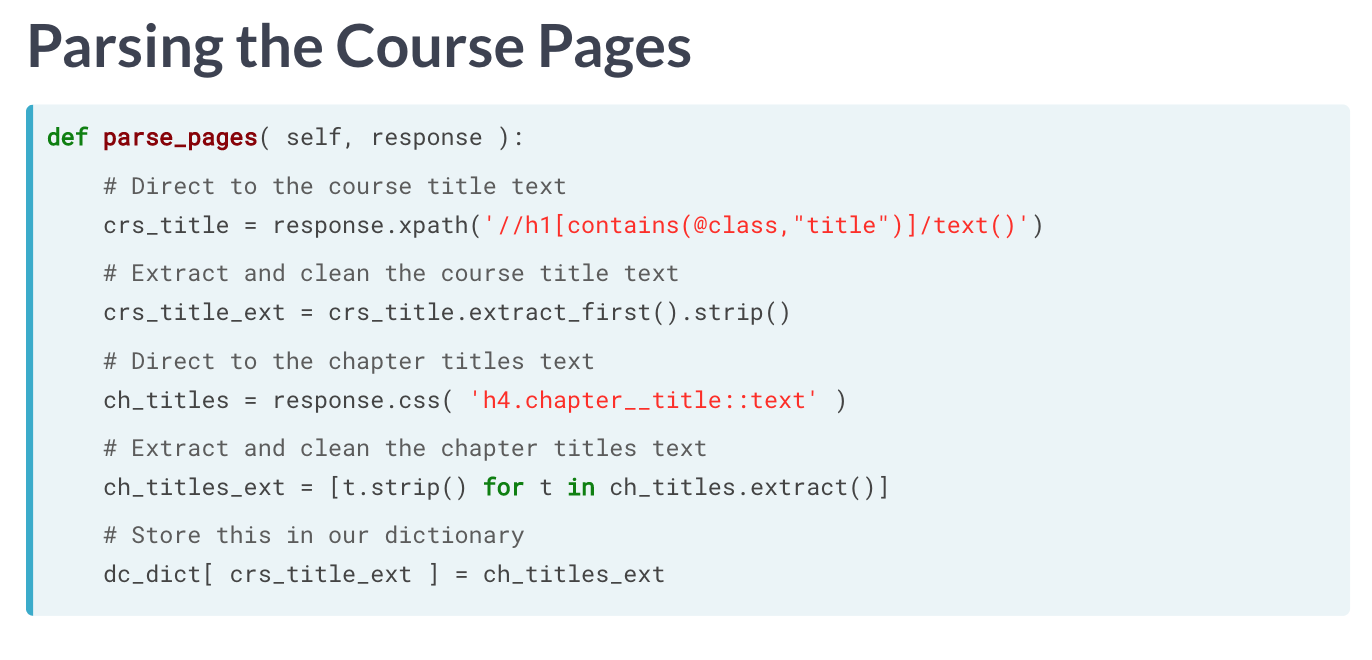 Parsing the Course Pages
def parse_pages( self, response ):
# Direct to the course title text
crs_title = response.xpath('//h1[contains(@class,"title")]/text()')
# Extract and clean the course title text
crs_title_ext = crs_title.extract_first().strip()
# Direct to the chapter titles text
ch_titles = response.css( 'h4.chapter__title::text' )
# Extract and clean the chapter titles text
ch_titles_ext = [t.strip() for t in ch_titles.extract()]
# Store this in our dictionary
dc_dict[ crs_title_ext ] = ch_titles_ext